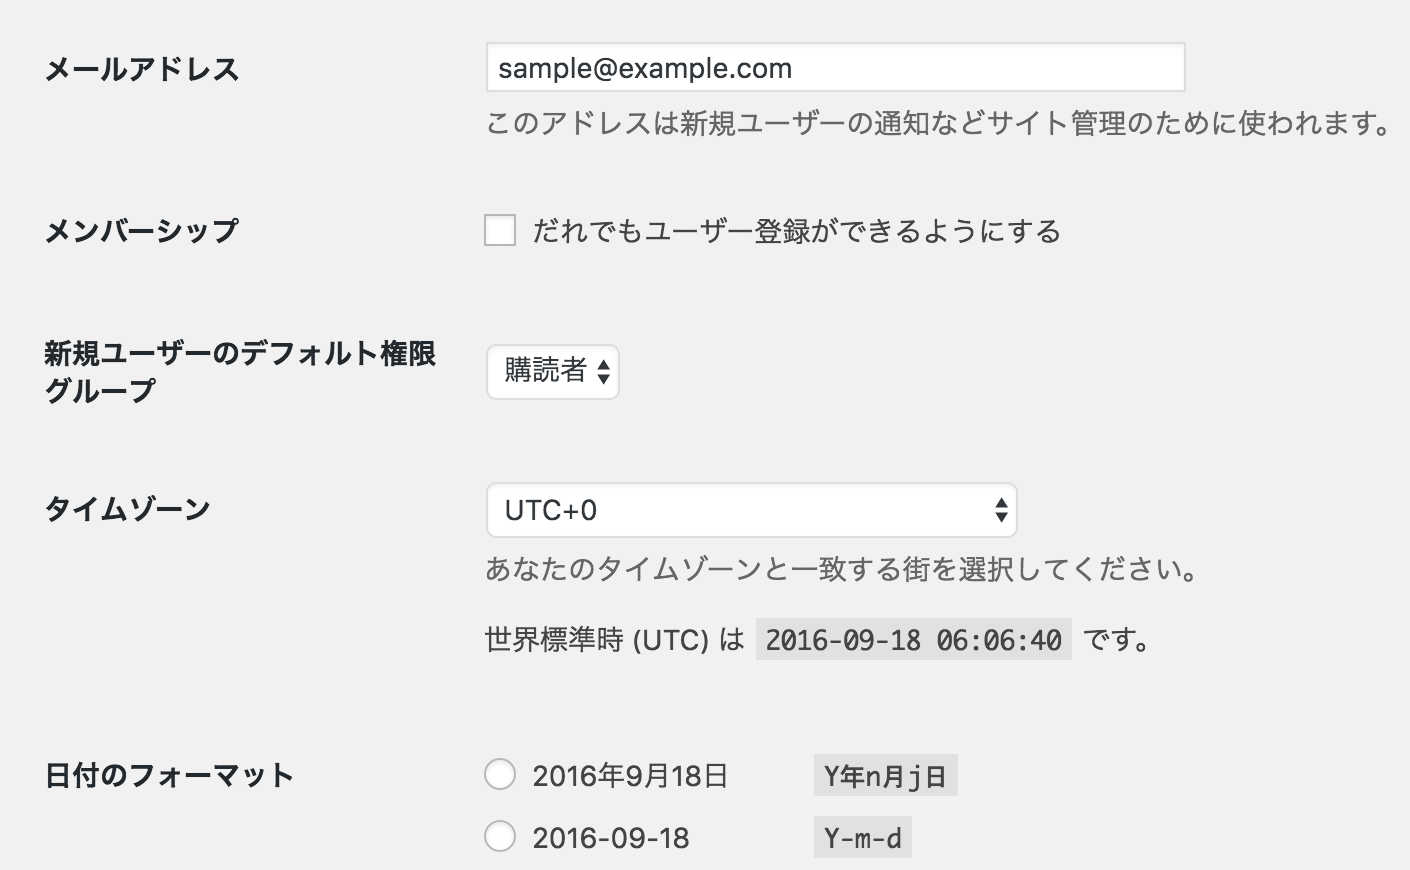 メールアドレス
sample@example.com
このアドレスは新規ユーザーの通知などサイト管理のために使われます。
メンバーシップ
だれでもユーザー登録ができるようにする
新規ユーザーのデフォルト権限
グループ
購読者
タイムゾーン
UTC+0
あなたのタイムゾーンと一致する街を選択してください。
世界標準時 (UTC) は 2016-09-18 06:06:40 です。
日付のフォーマット
2016年9月18日 Y年n月j日
2016-09-18 Y-m-d